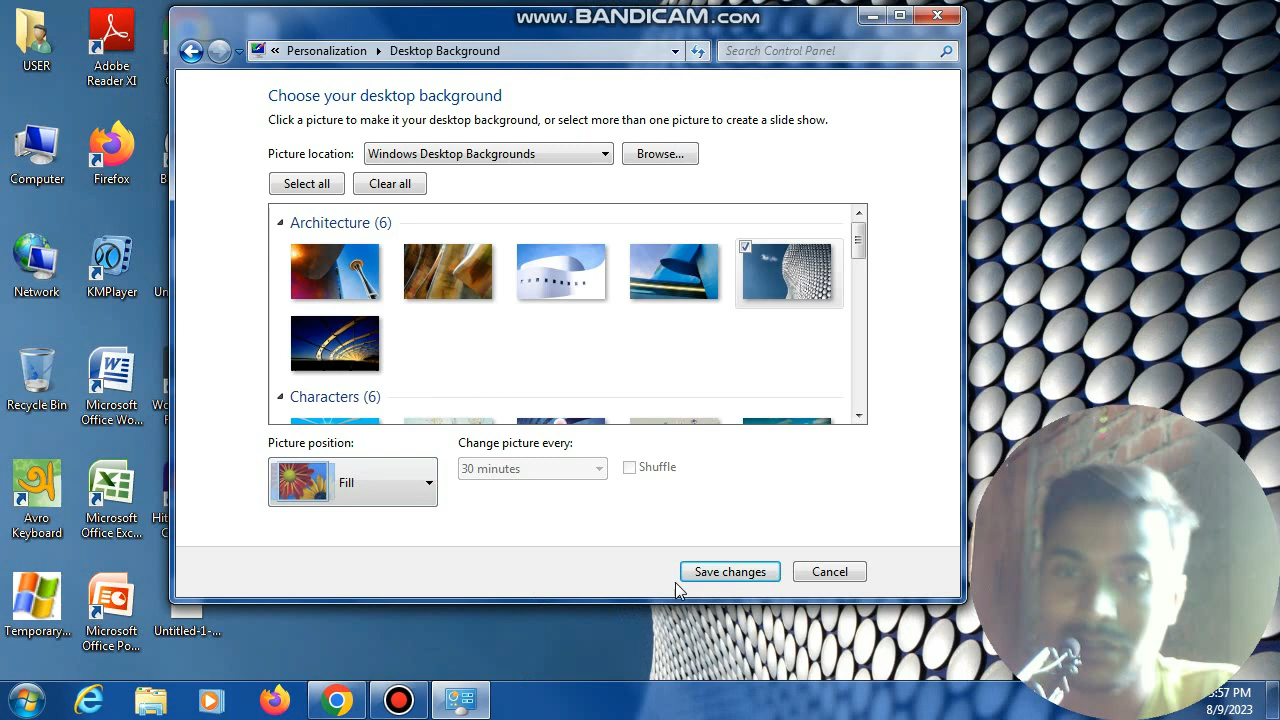 www.BANDICAM.com
USER
Adobe
Reader XI
Computer
Firefox
Network
KMPlayer
Recycle Bin
Microsoft
Office Wo...
Avro
Keyboard
Microsoft
Office Exc...
Temporary...
Microsoft
Office Po...
Untitled-1-...
« Personalization
Desktop Background
Search Control Panel
Choose your desktop background
Click a picture to make it your desktop background, or select more than one picture to create a slide show.
Picture location:
Windows Desktop Backgrounds
Browse...
Select all
Clear all
Architecture (6)
Characters (6)
Picture position:
Change picture every:
Fill
30 minutes
Shuffle
Save changes
Cancel
:57 PM
8/9/2023